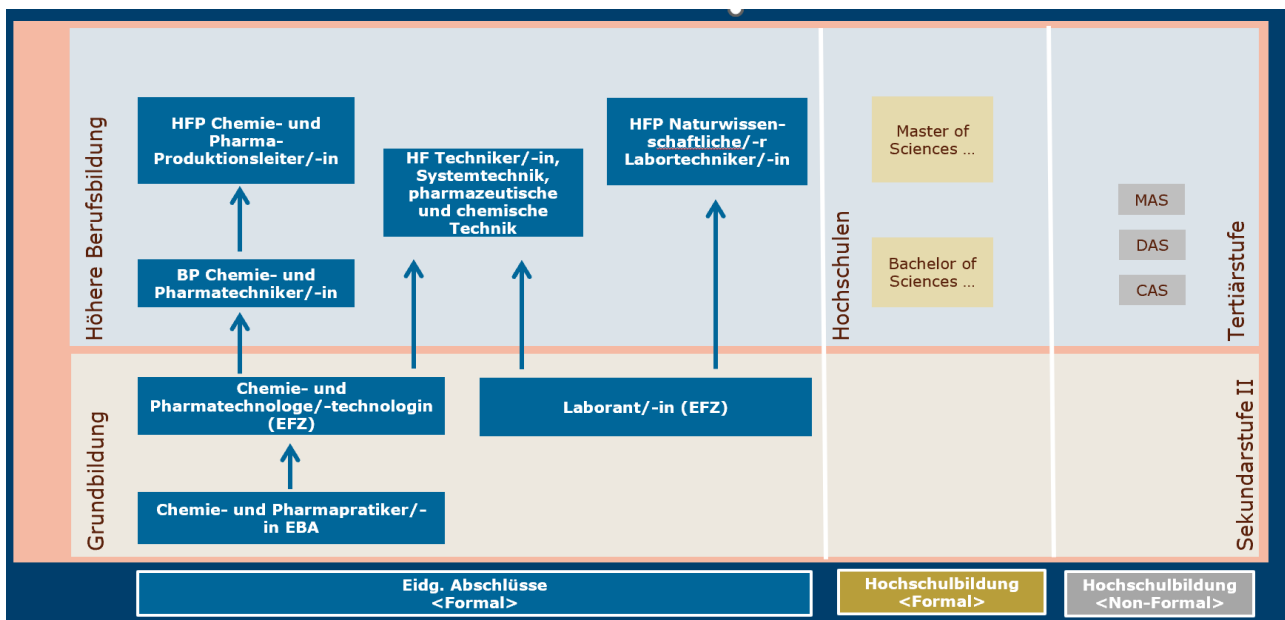 Höhere Berufsbildung
HFP Chemie- und
Pharma-
Produktionsleiter/-in
HF Techniker/-in,
Systemtechnik,
pharmazeutische
und chemische
Technik
HFP Naturwissen-
schaftliche/-r
Labortechniker/-in
BP Chemie- und
Pharmatechniker/-in
Hochschulen
Master of
Sciences ...
Bachelor of
Sciences ...
MAS
DAS
CAS
Tertiärstufe
Grundbildung
Chemie- und
Pharmatechnologe/-technologin
(EFZ)
Laborant/-in (EFZ)
Chemie- und Pharmapratiker/-
in EBA
Sekundarstufe II
Eidg. Abschlüsse
<Formal>
Hochschulbildung
<Formal>
Hochschulbildung
<Non-Formal>